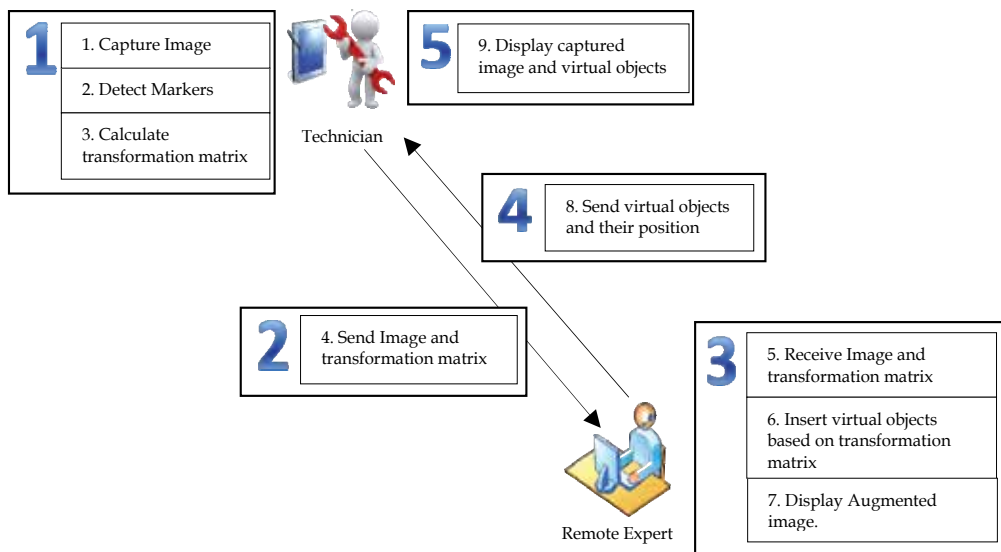 1
1. Capture Image
2. Detect Markers
3. Calculate
transformation matrix
Technician
5
9. Display captured
image and virtual objects
4
8. Send virtual objects
and their position
2
4. Send Image and
transformation matrix
3
5. Receive Image and
transformation matrix
6. Insert virtual objects
based on transformation
matrix
7. Display Augmented
image.
Remote Expert